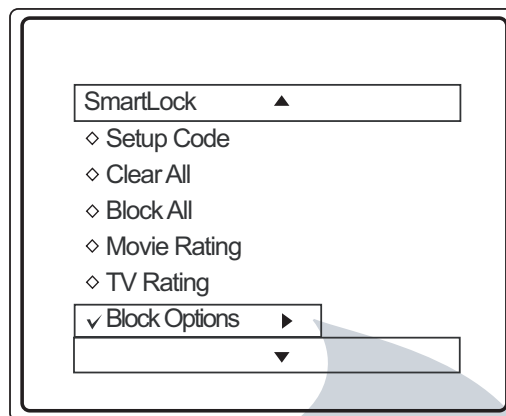 SmartLock
Setup Code
Clear All
Block All
Movie Rating
TV Rating
Block Options